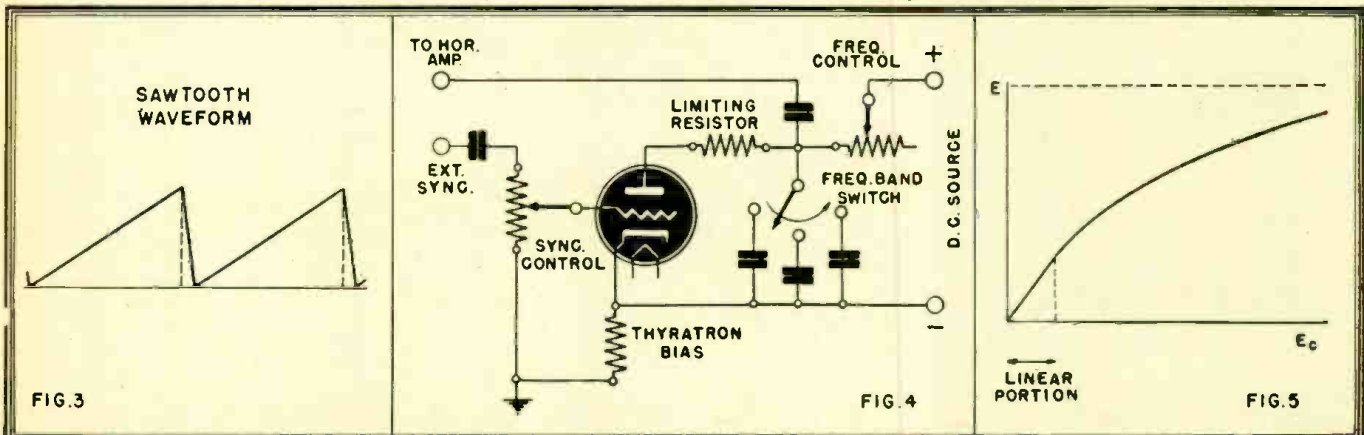 SAWTOOTH
WAVEFORM
FIG.3
TO HOR.
AMP.
EXT.
SYNC.
SYNC.
CONTROL
LIMITING
RESISTOR
FREQ.
CONTROL
+
FREQ. BAND
SWITCH
D.C. SOURCE
-
THYRATRON
BIAS
FIG.4
E
Ec
LINEAR
PORTION
FIG.5